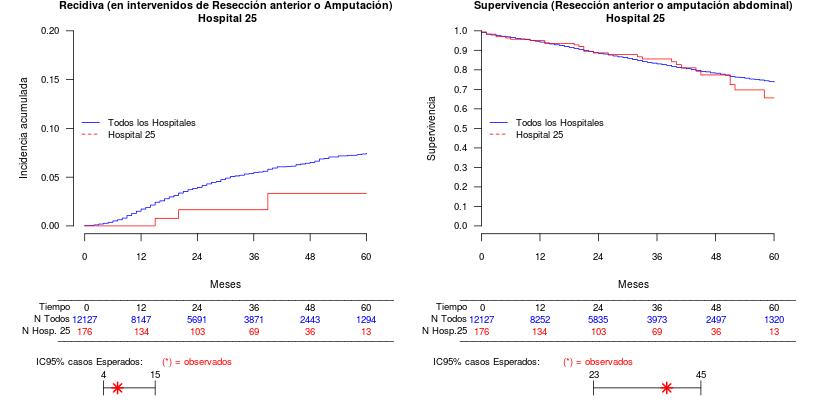 Recidiva (en intervenidos de Resección anterior o Amputación)
Hospital 25
0.20
0.15
0.10
0.05
0.00
Incidencia acumulada
Todos los Hospitales
Hospital 25
0 12 24 36 48 60
Meses
Tiempo 0 12 24 36 48 60
N Todos 12127 8147 5691 3871 2443 1294
N Hosp. 25 176 134 103 69 36 13
IC95% casos Esperados: (*) = observados
4 15
Supervivencia (Resección anterior o amputación abdominal)
Hospital 25
1.0
0.9
0.8
0.7
0.6
0.5
0.4
0.3
0.2
0.1
0.0
Supervivencia
Todos los Hospitales
Hospital 25
0 12 24 36 48 60
Meses
Tiempo 0 12 24 36 48 60
N Todos 12127 8252 5835 3973 2497 1320
N Hosp.25 176 134 103 69 36 13
IC95% casos Esperados: (*) = observados
23 45